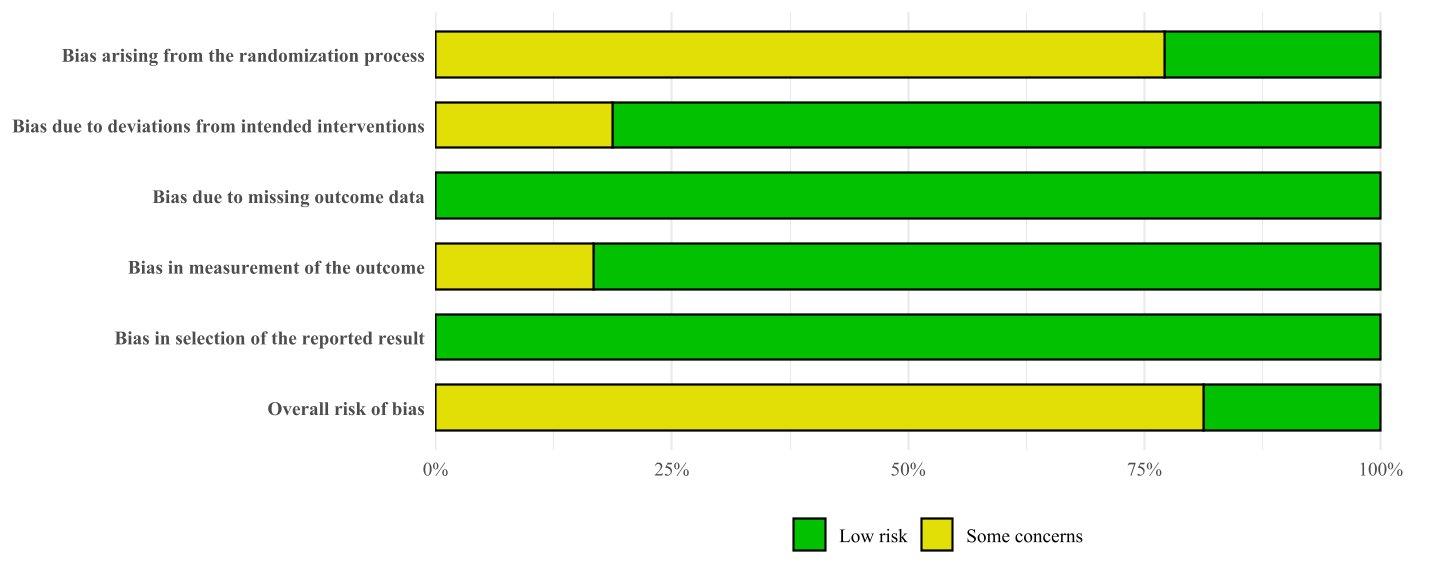 Bias arising from the randomization process
Bias due to deviations from intended interventions
Bias due to missing outcome data
Bias in measurement of the outcome
Bias in selection of the reported result
Overall risk of bias
0% 25% 50% 75% 100%
Low risk Some concerns